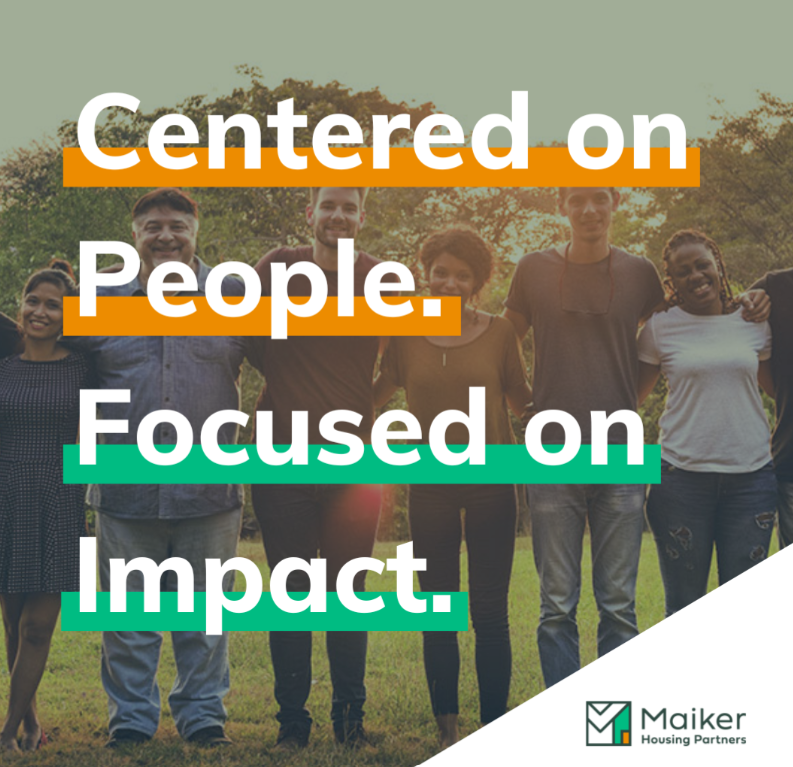 Centered on
People.
Focused on
Impact.
Maiker
Housing Partners